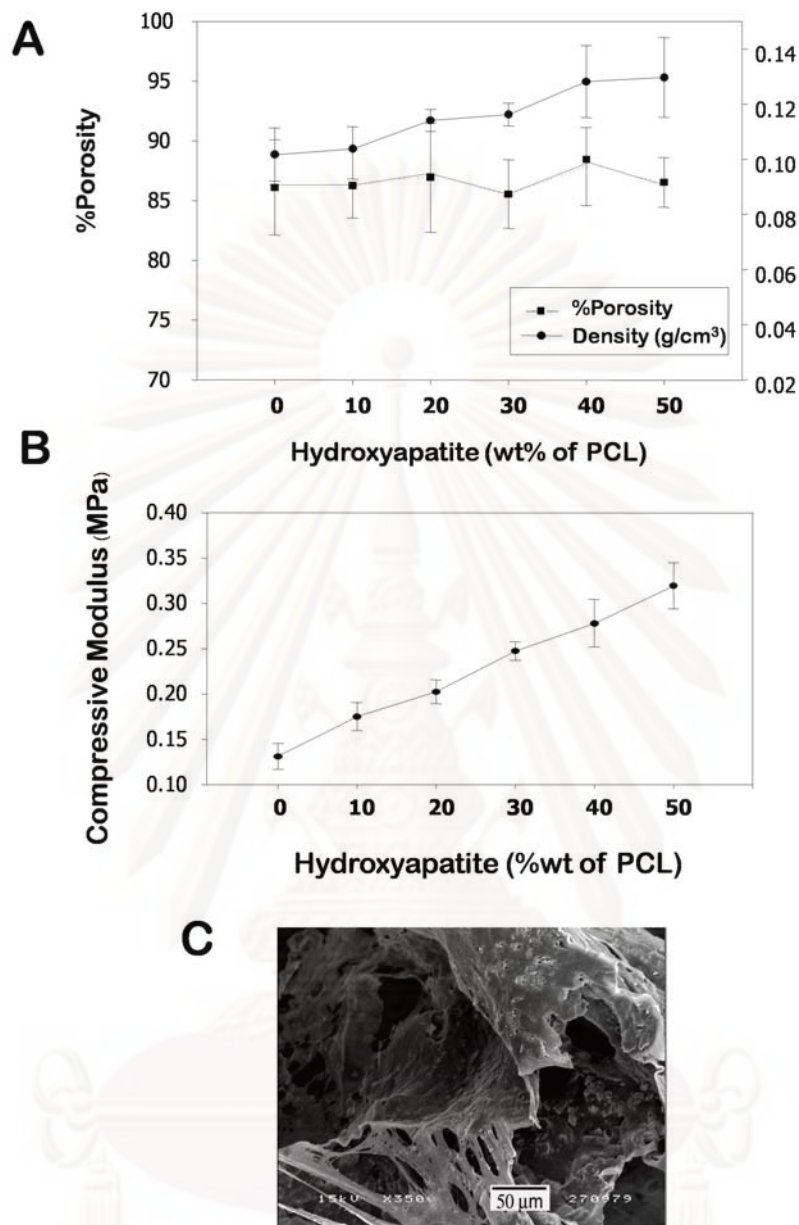 A
100
95
90
85
80
75
70
%Porosity
0.14
0.12
0.10
0.08
0.06
0.04
0.02
%Porosity
Density (g/cm³)
0 10 20 30 40 50
Hydroxyapatite (wt% of PCL)
B
0.40
0.35
0.30
0.25
0.20
0.15
0.10
Compressive Modulus (MPa)
0 10 20 30 40 50
Hydroxyapatite (%wt of PCL)
C
15kV X350 50 µm 270979